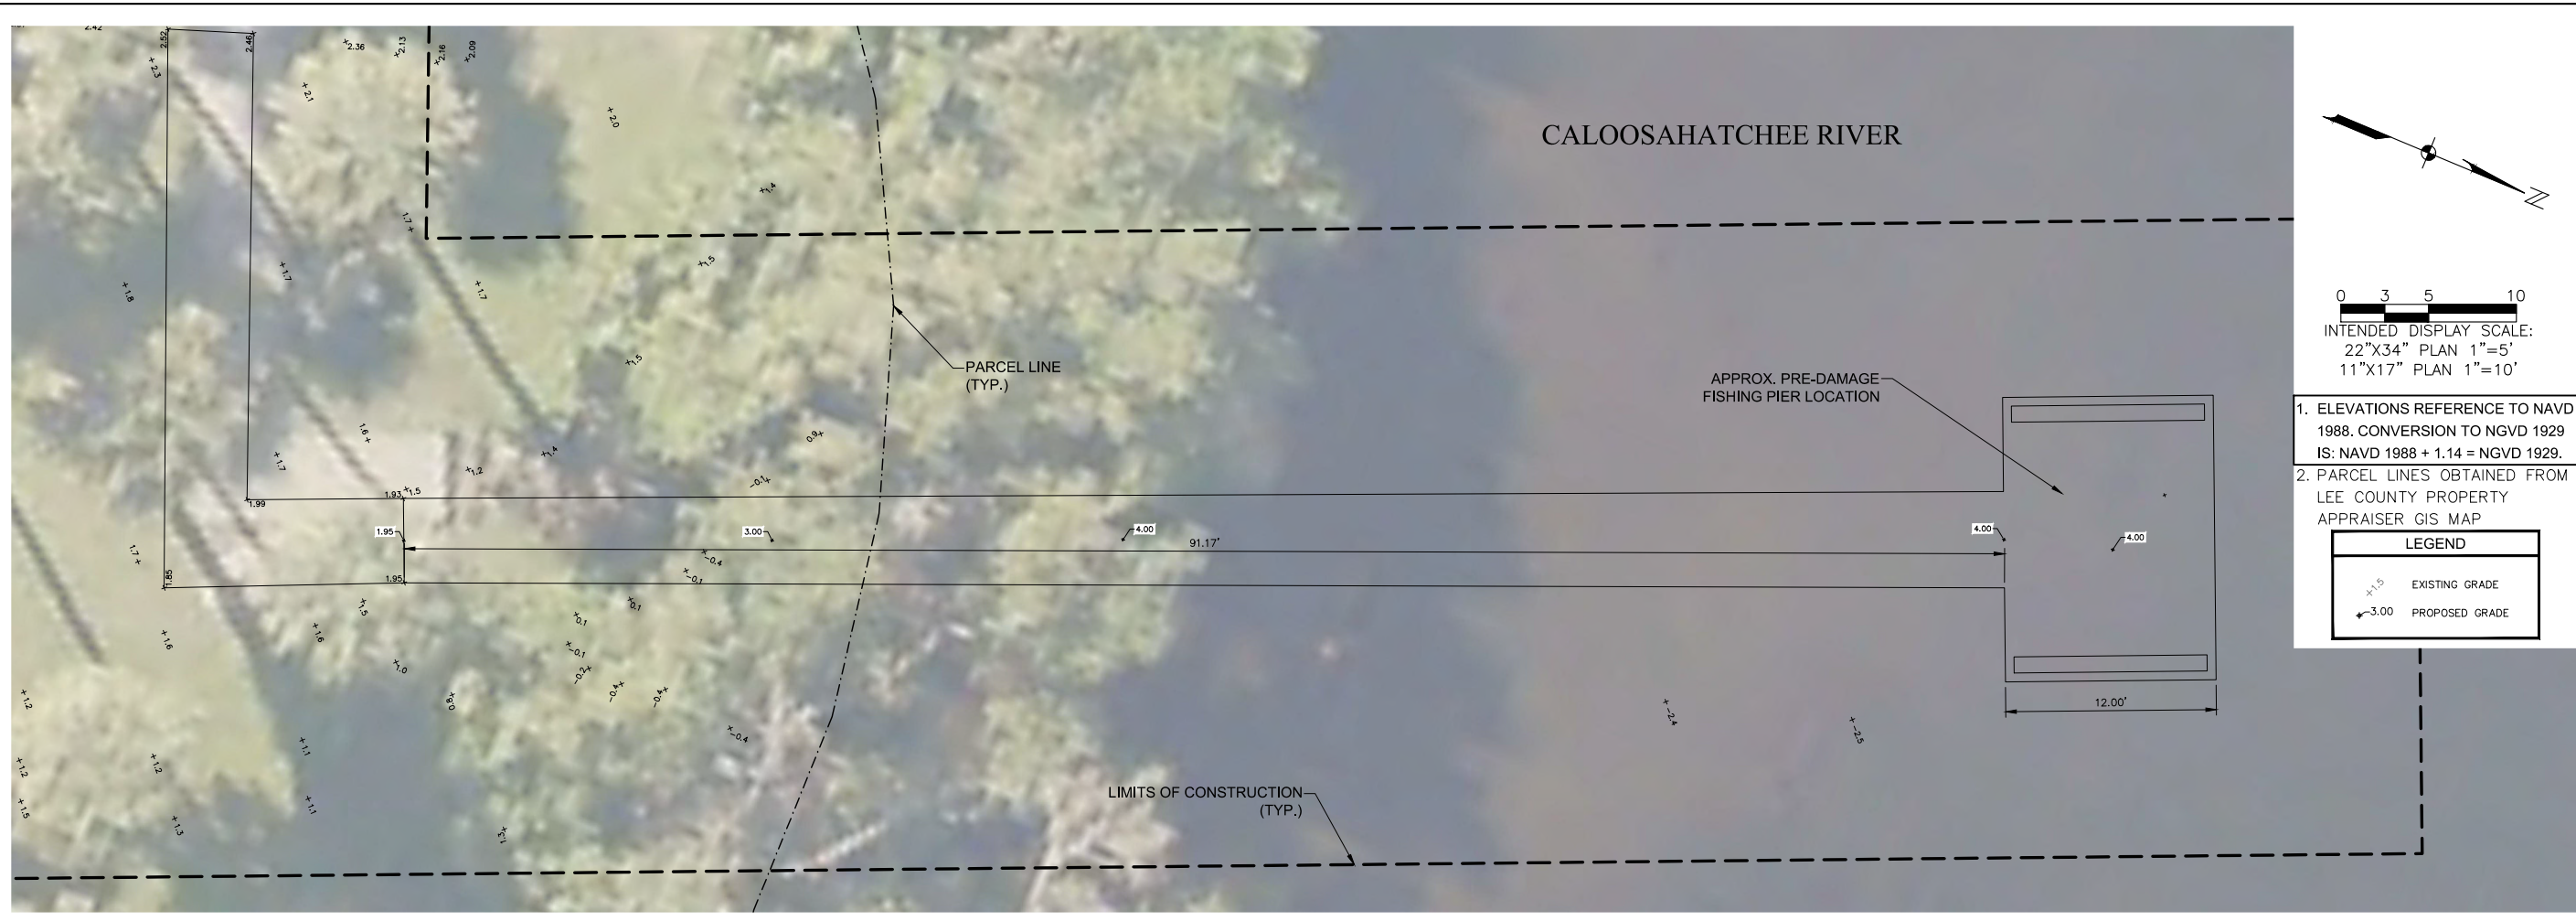 2.42
2.52
2.46
2.36
2.13
2.16
2.09
2.3
2.1
2.0
CALOOSAHATCHEE RIVER
1.4
1.7
1.5
1.7
1.7
1.8
N
0 3 5 10
INTENDED DISPLAY SCALE:
22"X34" PLAN 1"=5'
11"X17" PLAN 1"=10'
PARCEL LINE
(TYP.)
1.5
APPROX. PRE-DAMAGE
FISHING PIER LOCATION
1. ELEVATIONS REFERENCE TO NAVD
1988. CONVERSION TO NGVD 1929
IS: NAVD 1988 + 1.14 = NGVD 1929.
2. PARCEL LINES OBTAINED FROM
LEE COUNTY PROPERTY
APPRAISER GIS MAP
LEGEND
1.5 EXISTING GRADE
3.00 PROPOSED GRADE
1.6
0.9
1.7
1.2
1.4
-0.1
1.99
1.93
1.5
1.95
3.00
4.00
91.17'
4.00
4.00
1.7
-0.4
-0.1
1.85
1.95
1.5
0.1
0.1
1.6
1.6
-0.1
1.0
-0.2
-0.4
-0.4
0.8
1.2
12.00'
-2.4
-2.5
-0.4
1.1
1.2
1.2
LIMITS OF CONSTRUCTION
(TYP.)
1.5
1.1
1.3
1.3